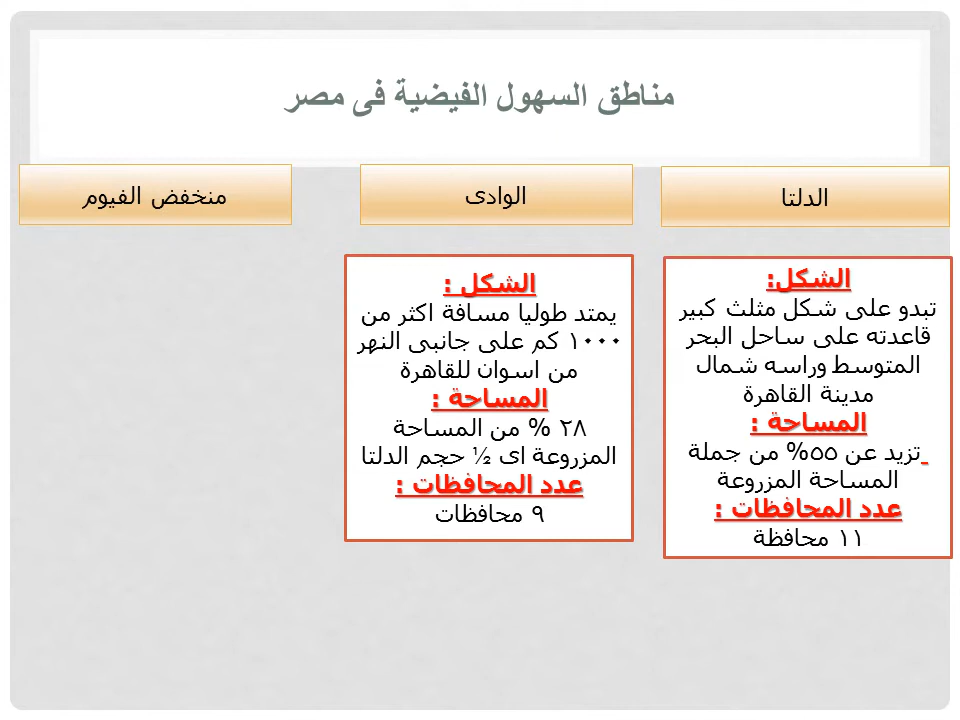 مناطق السهول الفيضية فى مصر
الدلتا
الوادى
منخفض الفيوم
الشكل:
تبدو على شكل مثلث كبير
قاعدته على ساحل البحر
المتوسط وراسه شمال
مدينة القاهرة
المساحة :
تزيد عن ٥٥% من جملة
المساحة المزروعة
عدد المحافظات :
١١ محافظة
الشكل :
يمتد طوليا مسافة اكثر من
١٠٠٠ كم على جانبى النهر
من اسوان للقاهرة
المساحة :
٢٨ % من المساحة
المزروعة اى ½ حجم الدلتا
عدد المحافظات :
٩ محافظات